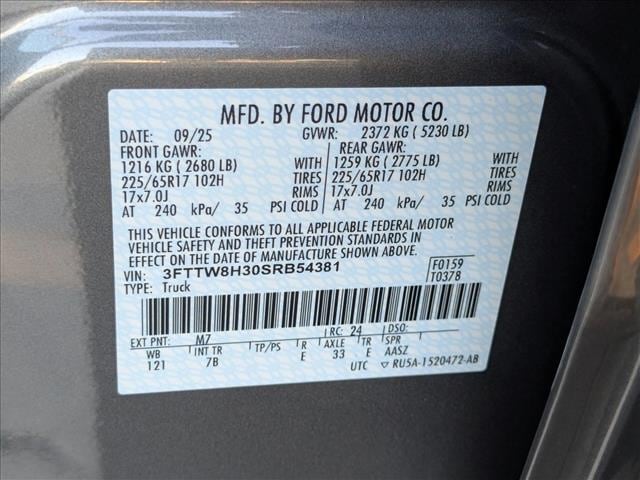 MFD. BY FORD MOTOR CO.
DATE: 09/25 GVWR: 2372 KG ( 5230 LB)
FRONT GAWR: REAR GAWR:
1216 KG ( 2680 LB) WITH 1259 KG ( 2775 LB) WITH
225/65R17 102H TIRES 225/65R17 102H TIRES
17x7.0J RIMS 17x7.0J RIMS
AT 240 kPa/ 35 PSI COLD AT 240 kPa/ 35 PSI COLD
THIS VEHICLE CONFORMS TO ALL APPLICABLE FEDERAL MOTOR
VEHICLE SAFETY AND THEFT PREVENTION STANDARDS IN
EFFECT ON THE DATE OF MANUFACTURE SHOWN ABOVE.
VIN: 3FTTW8H30SRB54381 F0159
TYPE: Truck T0378
EXT PNT: M7 RC: 24 DSO:
WB INT TR TP/PS R AXLE TR SPR
121 7B E 33 E AASZ
UTC ▽ RU5A-1520472-AB